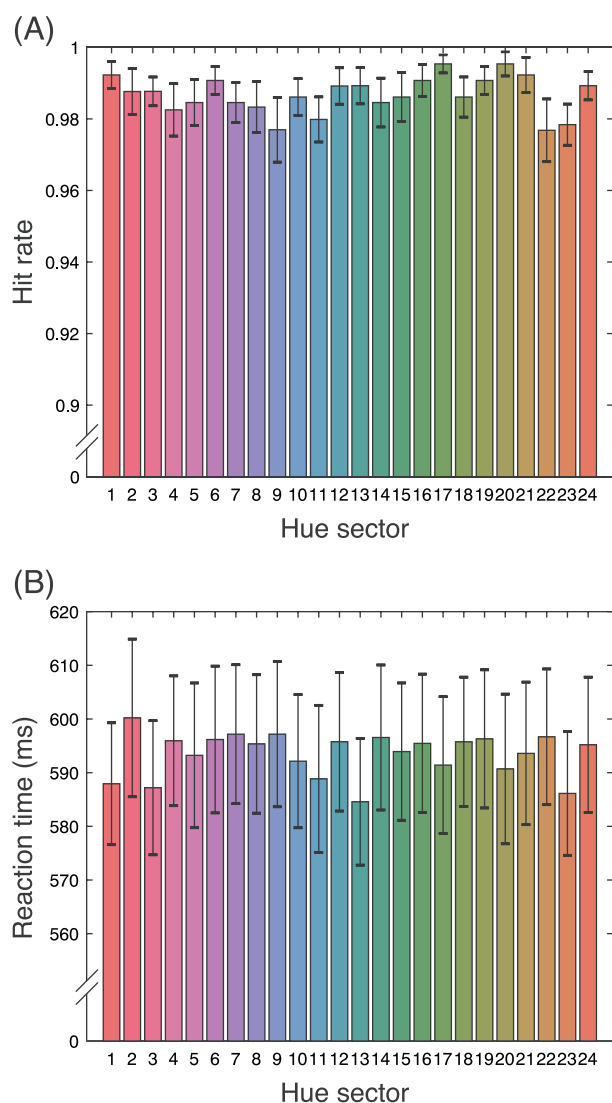 (A)
1
0.98
0.96
0.94
0.92
0.9
0
Hit rate
1 2 3 4 5 6 7 8 9 10 11 12 13 14 15 16 17 18 19 20 21 22 23 24
Hue sector
(B)
620
610
600
590
580
570
560
0
Reaction time (ms)
1 2 3 4 5 6 7 8 9 10 11 12 13 14 15 16 17 18 19 20 21 22 23 24
Hue sector